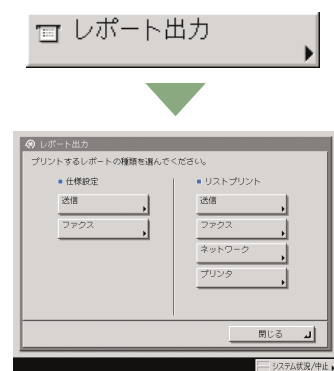 レポート出力
レポート出力
プリントするレポートの種類を選んでください。
仕様設定
送信
ファクス
リストプリント
送信
ファクス
ネットワーク
プリンタ
閉じる
システム状況/中止